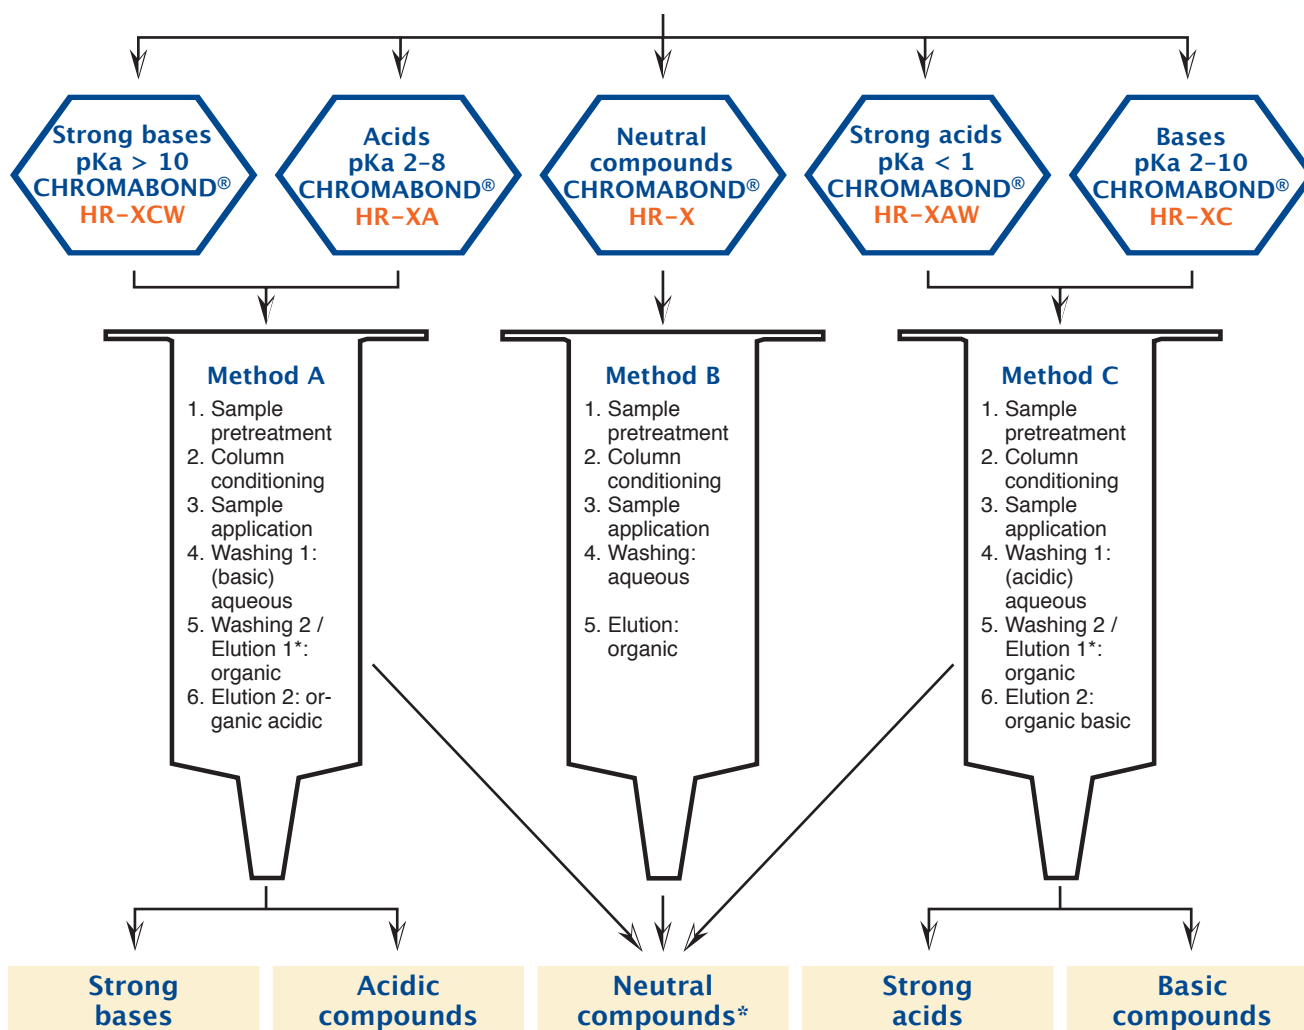 Strong bases
pKa > 10
CHROMABOND®
HR-XCW
Acids
pKa 2–8
CHROMABOND®
HR-XA
Neutral
compounds
CHROMABOND®
HR-X
Strong acids
pKa < 1
CHROMABOND®
HR-XAW
Bases
pKa 2–10
CHROMABOND®
HR-XC
Method A
1. Sample
pretreatment
2. Column
conditioning
3. Sample
application
4. Washing 1:
(basic)
aqueous
5. Washing 2 /
Elution 1*:
organic
6. Elution 2: or-
ganic acidic
Method B
1. Sample
pretreatment
2. Column
conditioning
3. Sample
application
4. Washing:
aqueous
5. Elution:
organic
Method C
1. Sample
pretreatment
2. Column
conditioning
3. Sample
application
4. Washing 1:
(acidic)
aqueous
5. Washing 2 /
Elution 1*:
organic
6. Elution 2:
organic basic
Strong
bases
Acidic
compounds
Neutral
compounds*
Strong
acids
Basic
compounds